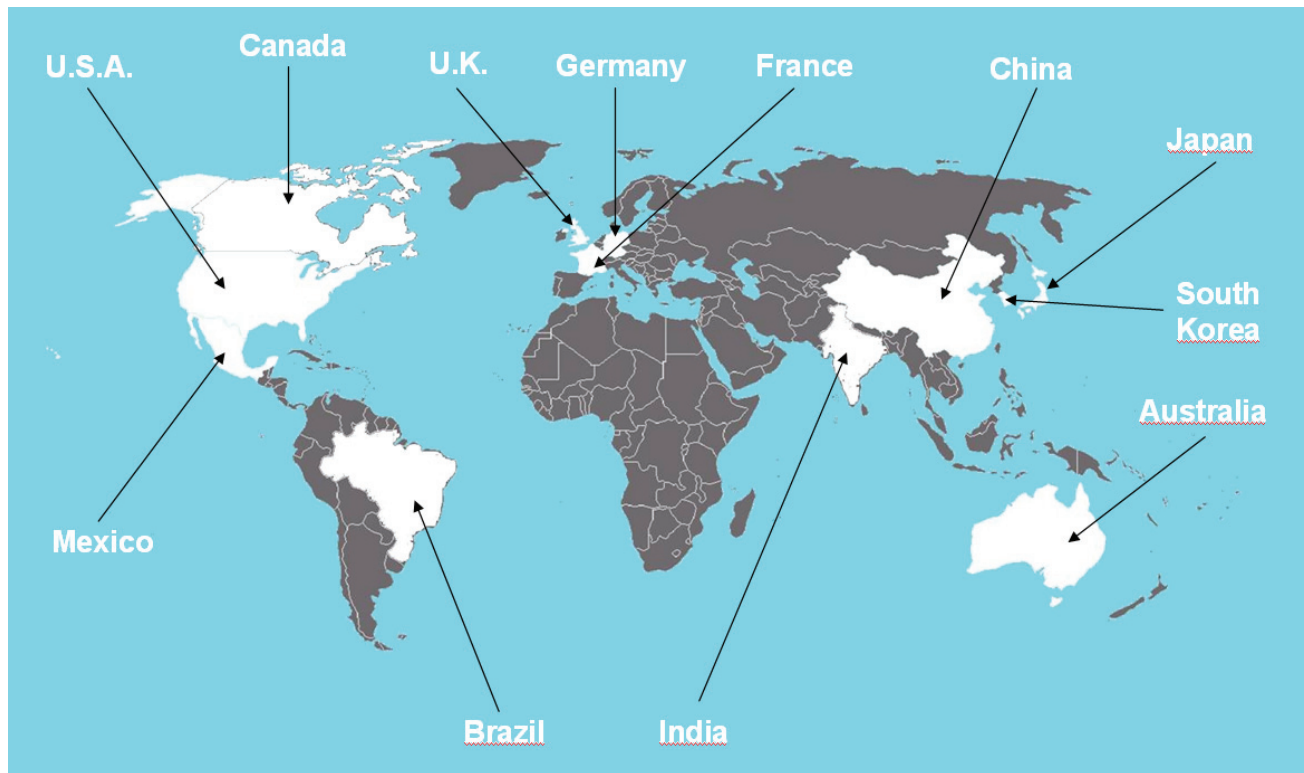 U.S.A.
Canada
U.K.
Germany
France
China
Japan
South
Korea
Australia
Mexico
Brazil
India